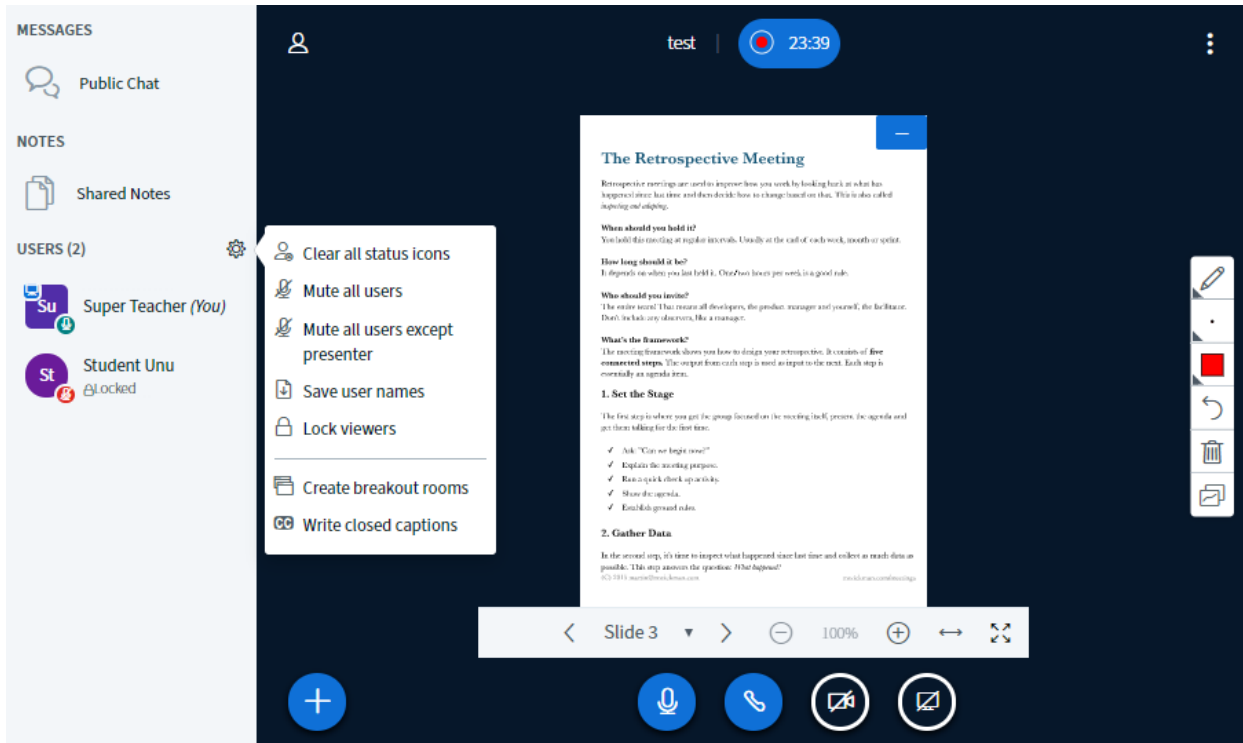 MESSAGES
Public Chat
NOTES
Shared Notes
USERS (2)
Su
Super Teacher (You)
St
Student Unu
Locked
Clear all status icons
Mute all users
Mute all users except
presenter
Save user names
Lock viewers
Create breakout rooms
CC Write closed captions
test | 23:39
The Retrospective Meeting
Retrospective meetings are used to improve how you work by looking back at what has
happened since last time and then decide how to change based on that. This is also called
inspecting and adapting.
When should you hold it?
You hold this meeting at regular intervals. Usually at the end of each week, month or sprint.
How long should it be?
It depends on when you last held it. One/two hours per week is a good rule.
Who should you invite?
The entire team! That means all developers, the product manager and yourself, the facilitator.
Don't include any observers, like a manager.
What's the framework?
The meeting framework shows you how to design your retrospective. It consists of five
connected steps. The output from each step is used as input to the next. Each step is
essentially an agenda item.
1. Set the Stage
The first step is where you get the group focused on the meeting itself, present the agenda and
get them talking for the first time.
✓ Ask: "Can we begin now?"
✓ Explain the meeting purpose.
✓ Run a quick check up activity.
✓ Show the agenda.
✓ Establish ground rules.
2. Gather Data
In the second step, it's time to inspect what happened since last time and collect as much data as
possible. This step answers the question: What happened?
Slide 3
100%